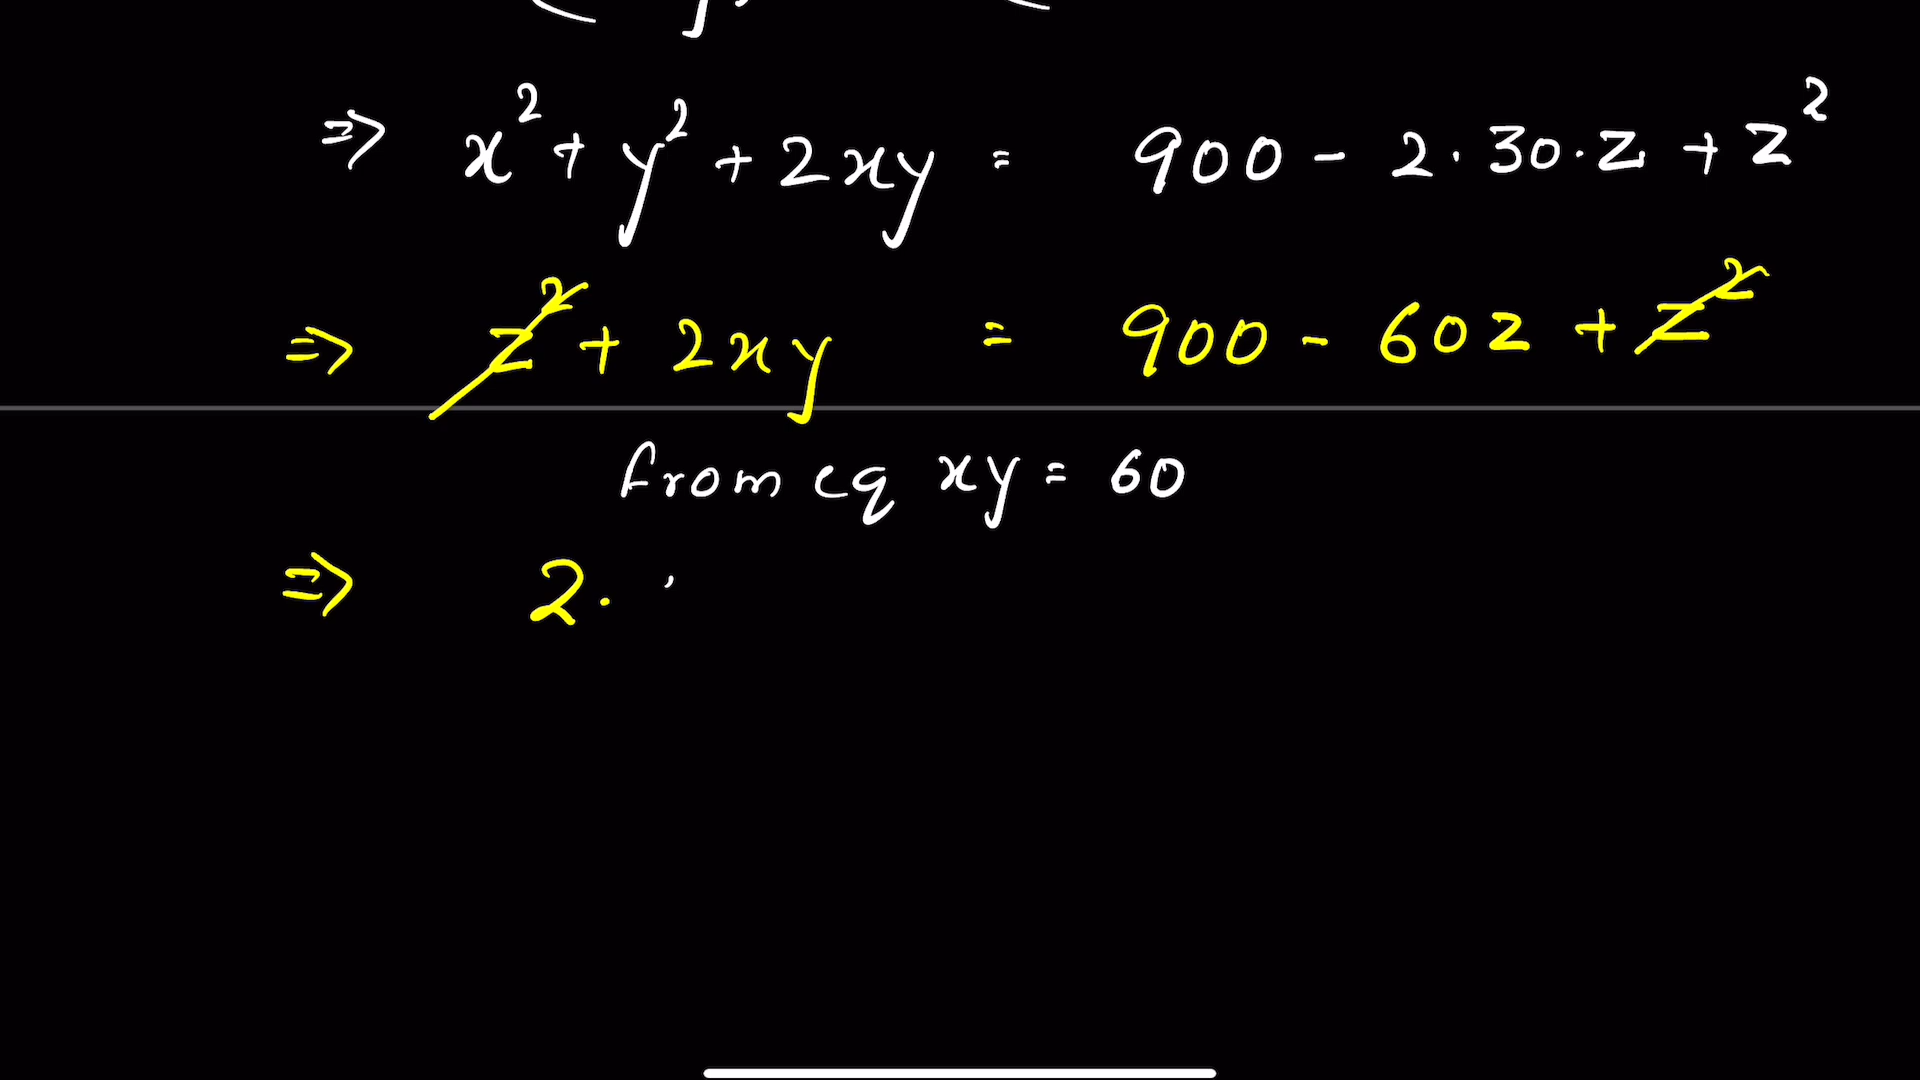 ⇒ x² + y² + 2xy = 900 - 2·30·z + z²
⇒ z² + 2xy = 900 - 60z + z²
from eq xy = 60
⇒ 2.